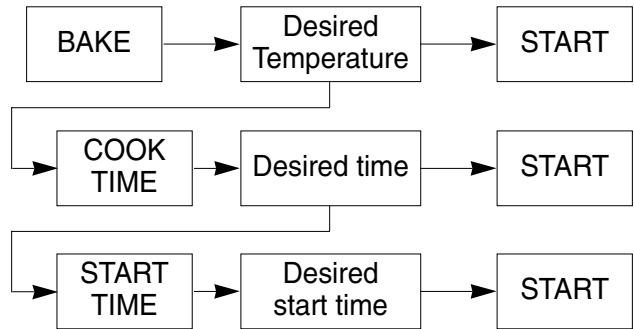 BAKE
Desired
Temperature
START
COOK
TIME
Desired time
START
START
TIME
Desired
start time
START